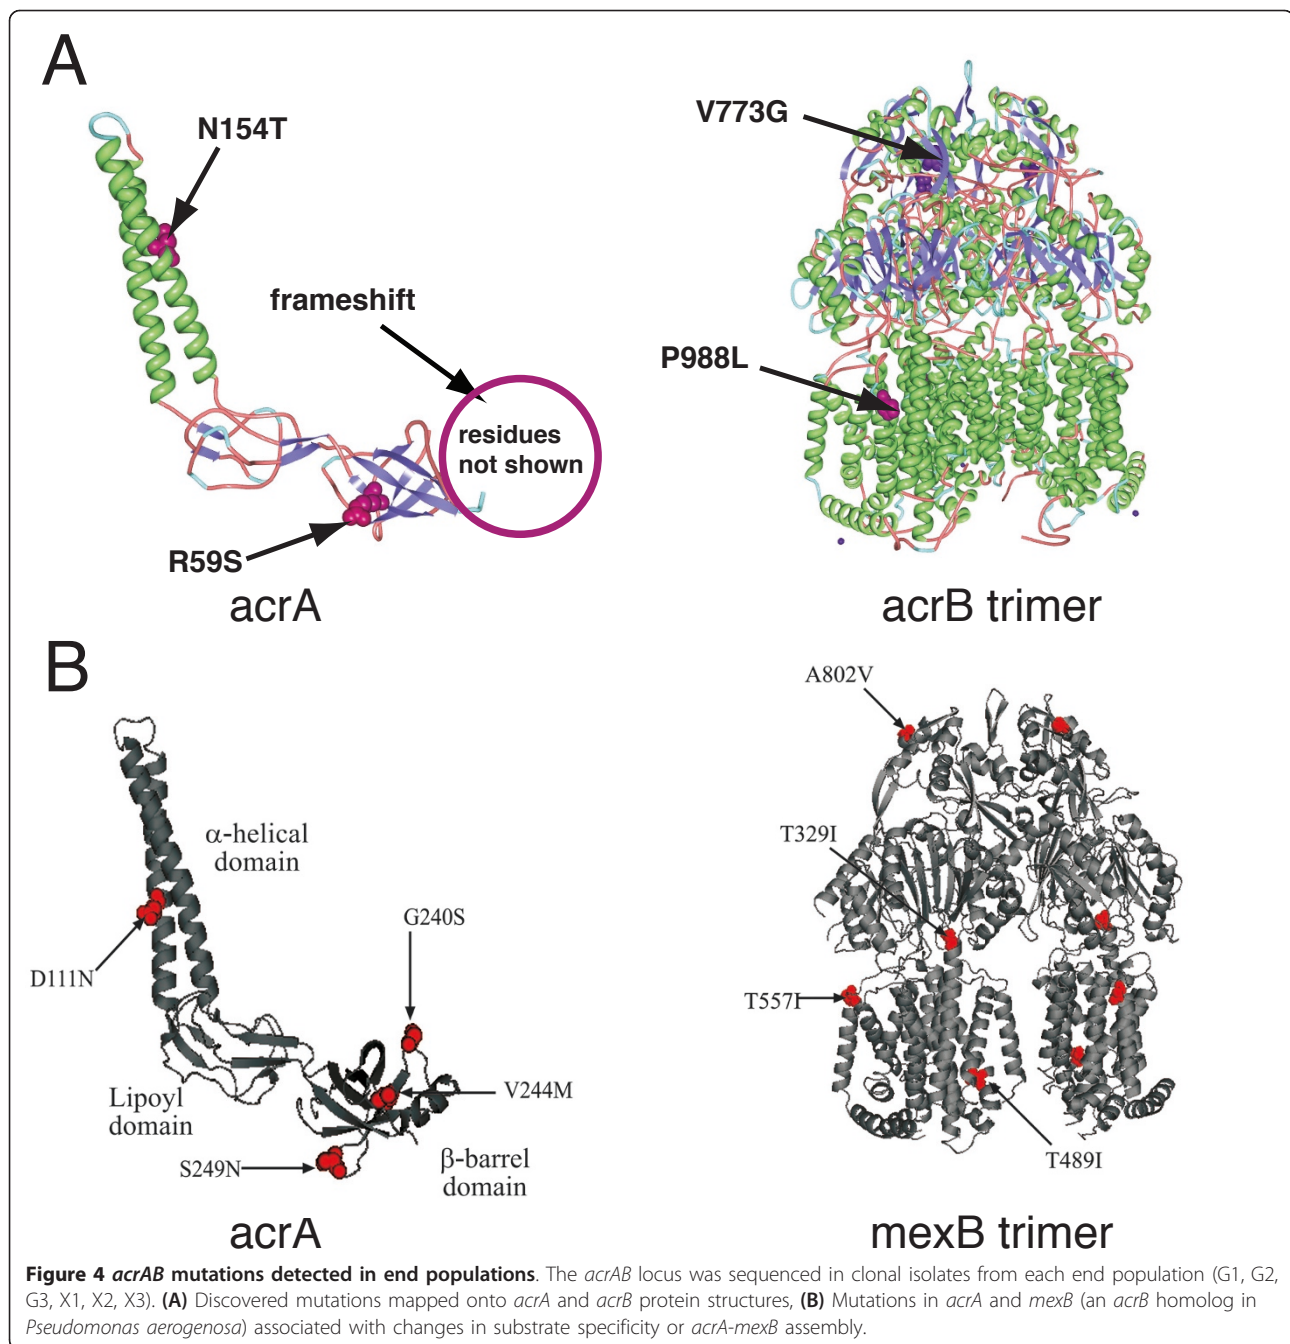 A
N154T
frameshift
residues
not shown
R59S
acrA
V773G
P988L
acrB trimer
B
α-helical
domain
D111N
G240S
V244M
Lipoyl
domain
S249N
β-barrel
domain
acrA
A802V
T329I
T557I
T489I
mexB trimer
Figure 4 acrAB mutations detected in end populations. The acrAB locus was sequenced in clonal isolates from each end population (G1, G2,
G3, X1, X2, X3). (A) Discovered mutations mapped onto acrA and acrB protein structures, (B) Mutations in acrA and mexB (an acrB homolog in
Pseudomonas aerogenosa) associated with changes in substrate specificity or acrA-mexB assembly.